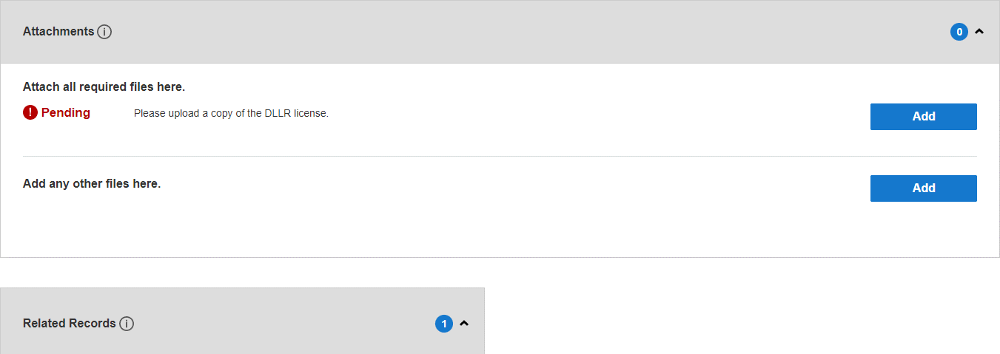 Attachments
0
Attach all required files here.
Pending Please upload a copy of the DLLR license. Add
Add any other files here. Add
Related Records
1